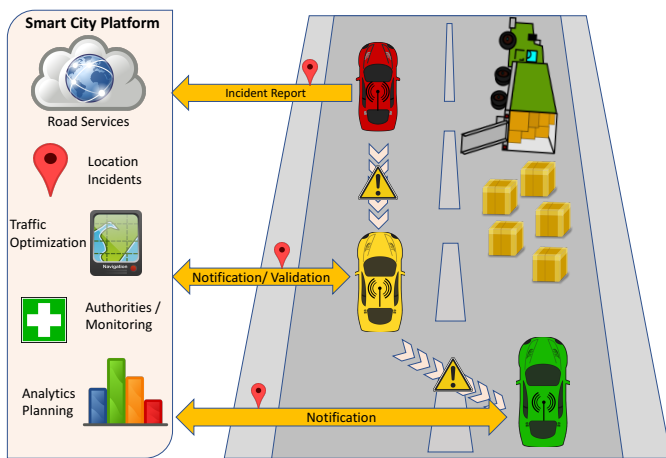 Smart City Platform
Road Services
Location
Incidents
Traffic
Optimization
Navigation
Authorities /
Monitoring
Analytics
Planning
Incident Report
Notification/ Validation
Notification